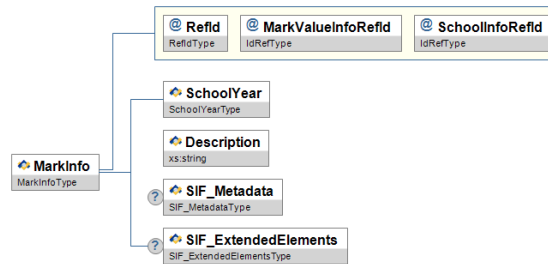 @ RefId
RefIdType
@ MarkValueInfoRefId
IdRefType
@ SchoolInfoRefId
IdRefType
SchoolYear
SchoolYearType
Description
xs:string
MarkInfo
MarkInfoType
? SIF_Metadata
SIF_MetadataType
? SIF_ExtendedElements
SIF_ExtendedElementsType